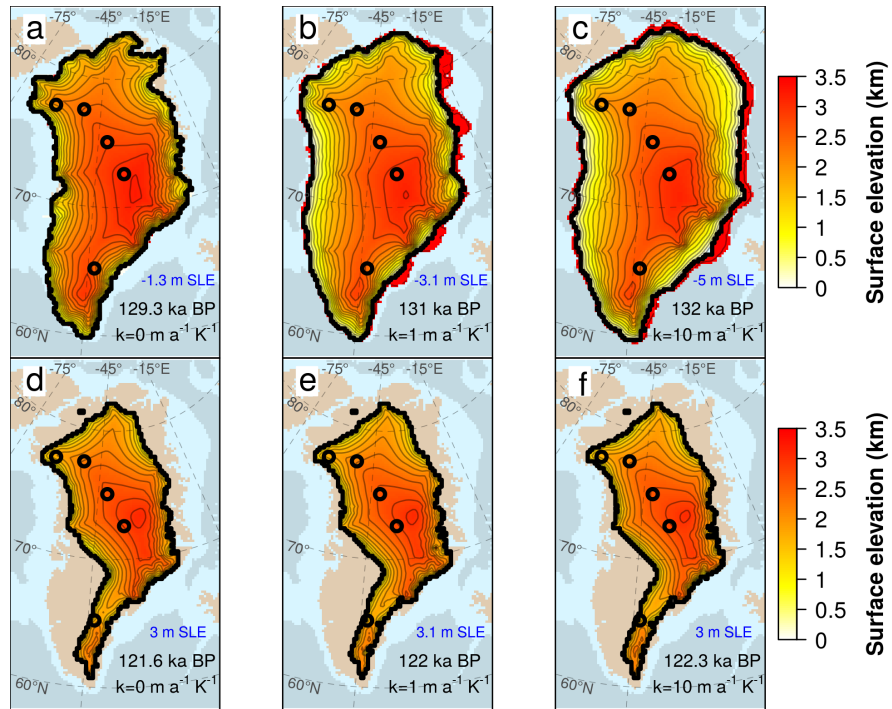 a
-75°
-45°
-15°E
80°
70°
60°N
-1.3 m SLE
129.3 ka BP
k=0 m a⁻¹ K⁻¹
b
-75°
-45°
-15°E
80°
70°
60°N
-3.1 m SLE
131 ka BP
k=1 m a⁻¹ K⁻¹
c
-75°
-45°
-15°E
80°
70°
60°N
-5 m SLE
132 ka BP
k=10 m a⁻¹ K⁻¹
3.5
3
2.5
2
1.5
1
0.5
0
Surface elevation (km)
d
-75°
-45°
-15°E
80°
70°
60°N
3 m SLE
121.6 ka BP
k=0 m a⁻¹ K⁻¹
e
-75°
-45°
-15°E
80°
70°
60°N
3.1 m SLE
122 ka BP
k=1 m a⁻¹ K⁻¹
f
-75°
-45°
-15°E
80°
70°
60°N
3 m SLE
122.3 ka BP
k=10 m a⁻¹ K⁻¹
3.5
3
2.5
2
1.5
1
0.5
0
Surface elevation (km)